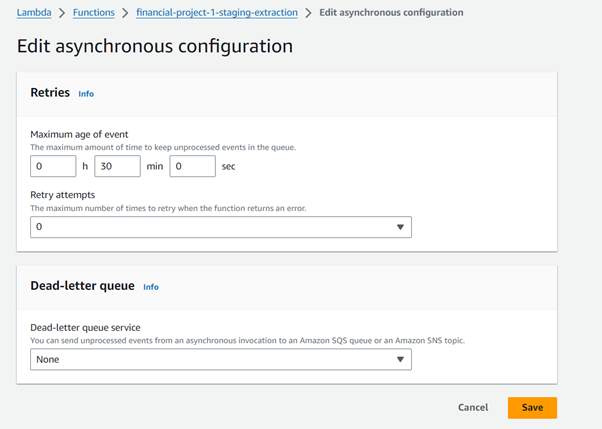 Lambda > Functions > financial-project-1-staging-extraction > Edit asynchronous configuration
Edit asynchronous configuration
Retries Info
Maximum age of event
The maximum amount of time to keep unprocessed events in the queue.
0 h 30 min 0 sec
Retry attempts
The maximum number of times to retry when the function returns an error.
0
Dead-letter queue Info
Dead-letter queue service
You can send unprocessed events from an asynchronous invocation to an Amazon SQS queue or an Amazon SNS topic.
None
Cancel Save